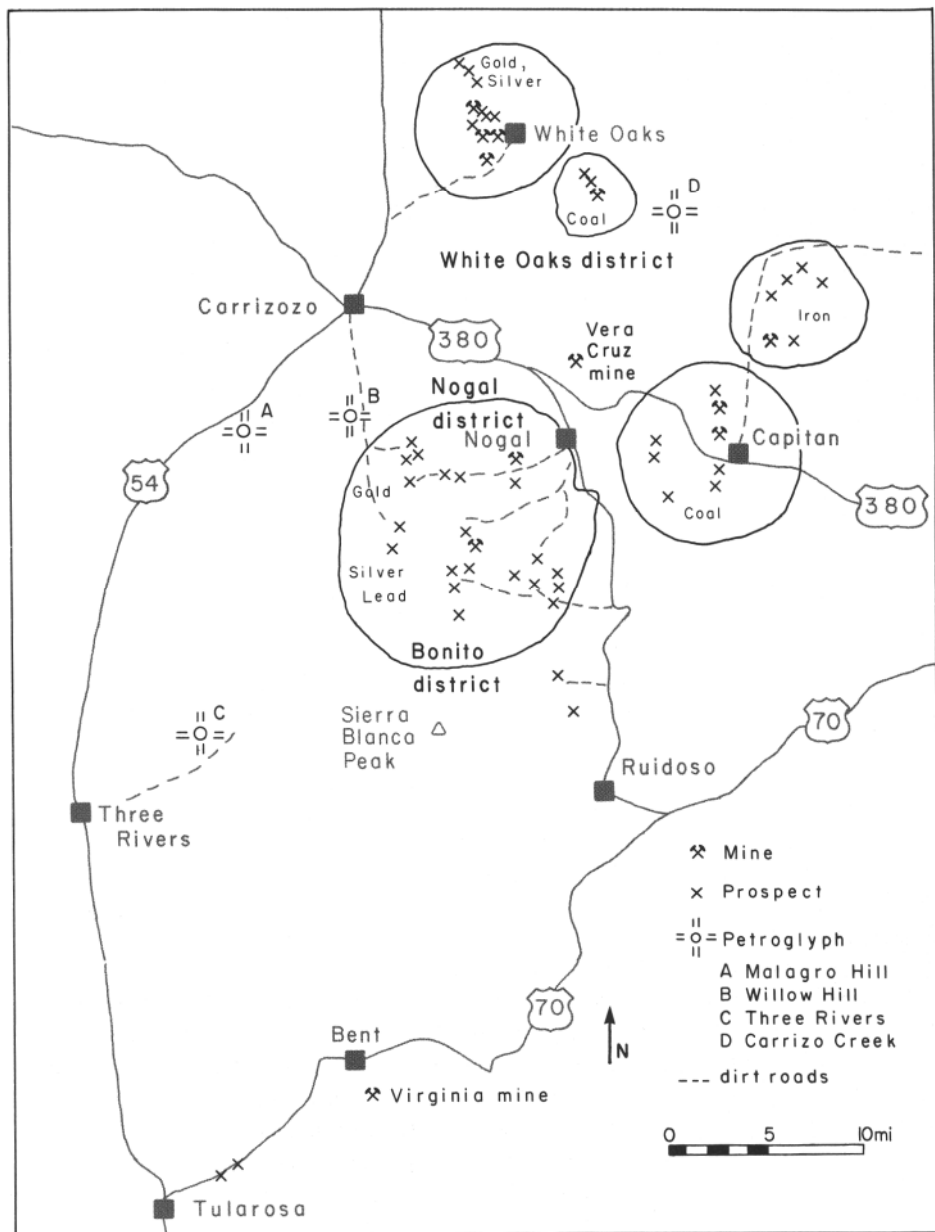 Gold,
Silver
White Oaks
D
A
Coal
White Oaks district
Carrizozo
380
Vera
Cruz
mine
Iron
Nogal
district
B
A
Nogal
Capitan
54
Gold
Coal
380
Silver
Lead
Bonito
district
C
Sierra
Blanca
Peak
70
Ruidoso
Three
Rivers
Mine
Prospect
Petroglyph
A Malagro Hill
B Willow Hill
C Three Rivers
D Carrizo Creek
dirt roads
70
N
Bent
Virginia mine
0 5 10mi
Tularosa